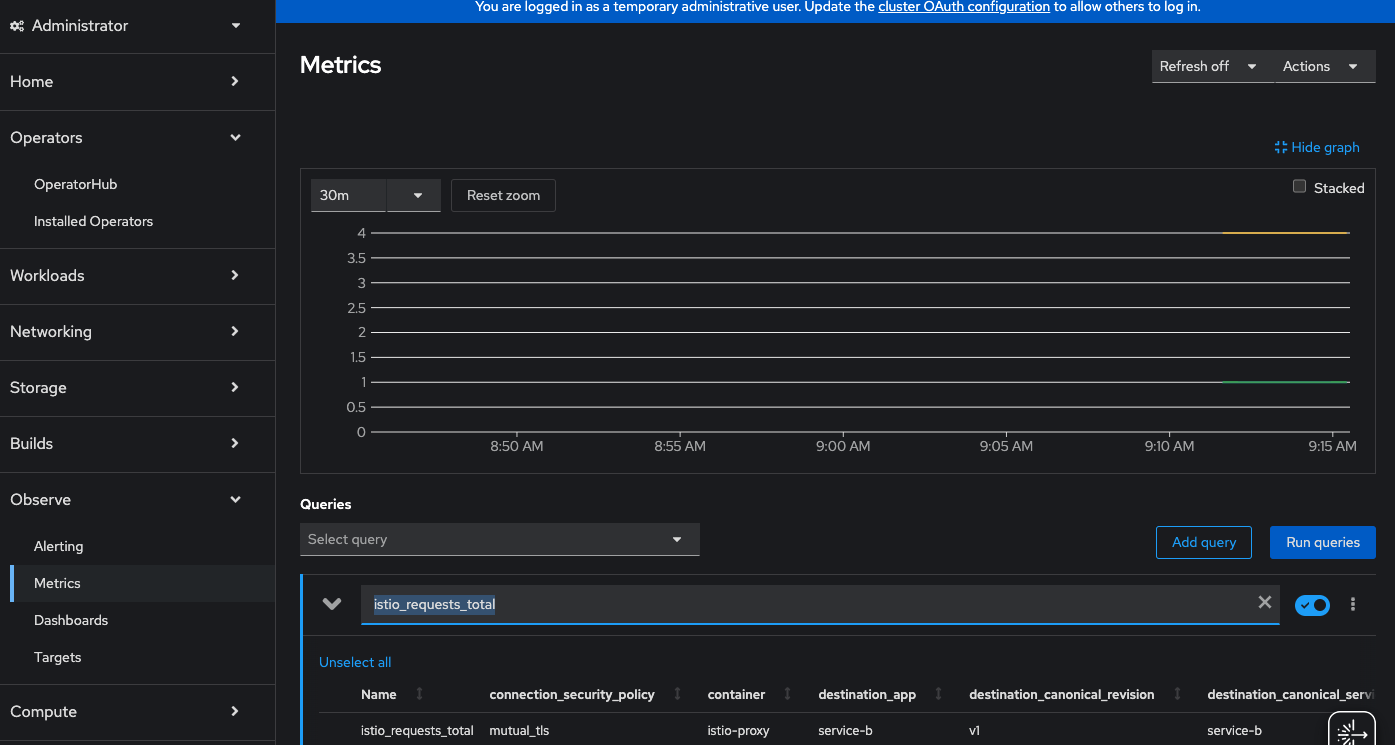 You are logged in as a temporary administrative user. Update the cluster OAuth configuration to allow others to log in.
Administrator
Home
Operators
OperatorHub
Installed Operators
Workloads
Networking
Storage
Builds
Observe
Alerting
Metrics
Dashboards
Targets
Compute
Metrics
Refresh off
Actions
Hide graph
30m
Reset zoom
Stacked
4
3.5
3
2.5
2
1.5
1
0.5
0
8:50 AM 8:55 AM 9:00 AM 9:05 AM 9:10 AM 9:15 AM
Queries
Select query
Add query
Run queries
istio_requests_total
Unselect all
Name connection_security_policy container destination_app destination_canonical_revision destination_canonical_servi
istio_requests_total mutual_tls istio-proxy service-b v1 service-b